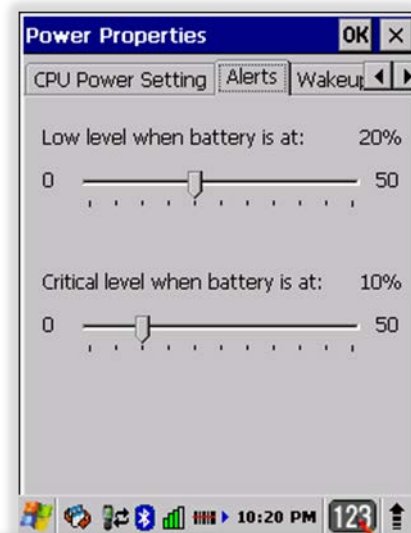 Power Properties OK ×
CPU Power Setting Alerts Wakeup
Low level when battery is at: 20%
0 50
Critical level when battery is at: 10%
0 50
10:20 PM 123